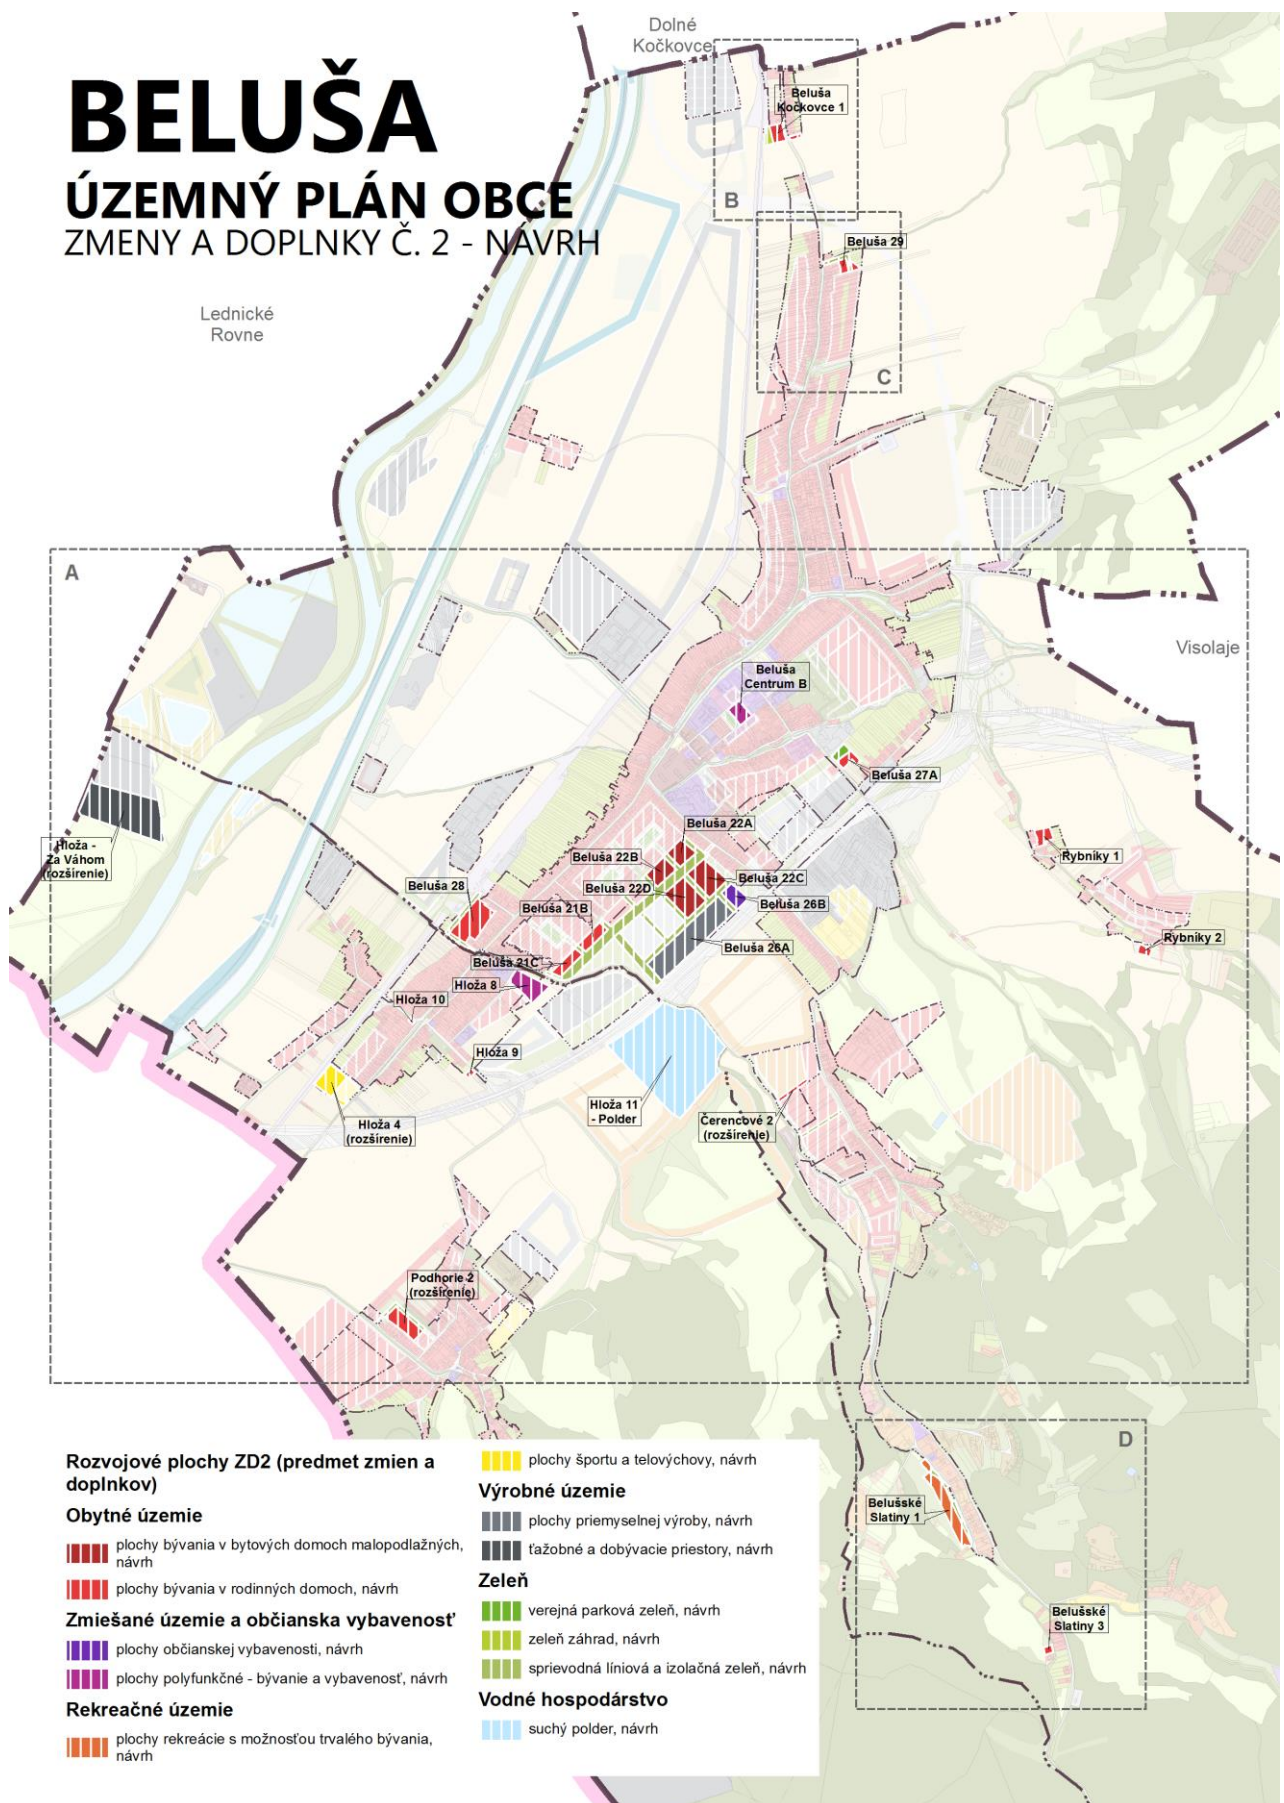 BELUŠA
ÚZEMNÝ PLÁN OBCE
ZMENY A DOPLNKY Č. 2 - NÁVRH
Dolné
Kočkovce
Beluša
Kočkovce 1
B
Beluša 29
C
Lednické
Rovne
A
Visolaje
Beluša
Centrum B
Beluša 27A
Hloža -
Za Váhom
(rozšírenie)
Beluša 22A
Beluša 22B
Beluša 22C
Beluša 22D
Beluša 28
Beluša 21B
Beluša 26B
Beluša 26A
Beluša 21C
Rybníky 1
Rybníky 2
Hloža 8
Hloža 10
Hloža 9
Hloža 4
(rozšírenie)
Hloža 11
- Polder
Čerencové 2
(rozšírenie)
Podhorie 2
(rozšírenie)
D
Belušské
Slatiny 1
Belušské
Slatiny 3
Rozvojové plochy ZD2 (predmet zmien a
doplnkov)
Obytné územie
plochy bývania v bytových domoch malopodlažných,
návrh
plochy bývania v rodinných domoch, návrh
Zmiešané územie a občianska vybavenosť
plochy občianskej vybavenosti, návrh
plochy polyfunkčné - bývanie a vybavenosť, návrh
Rekreačné územie
plochy rekreácie s možnosťou trvalého bývania,
návrh
plochy športu a telovýchovy, návrh
Výrobné územie
plochy priemyselnej výroby, návrh
ťažobné a dobývacie priestory, návrh
Zeleň
verejná parková zeleň, návrh
zeleň záhrad, návrh
sprievodná líniová a izolačná zeleň, návrh
Vodné hospodárstvo
suchý polder, návrh